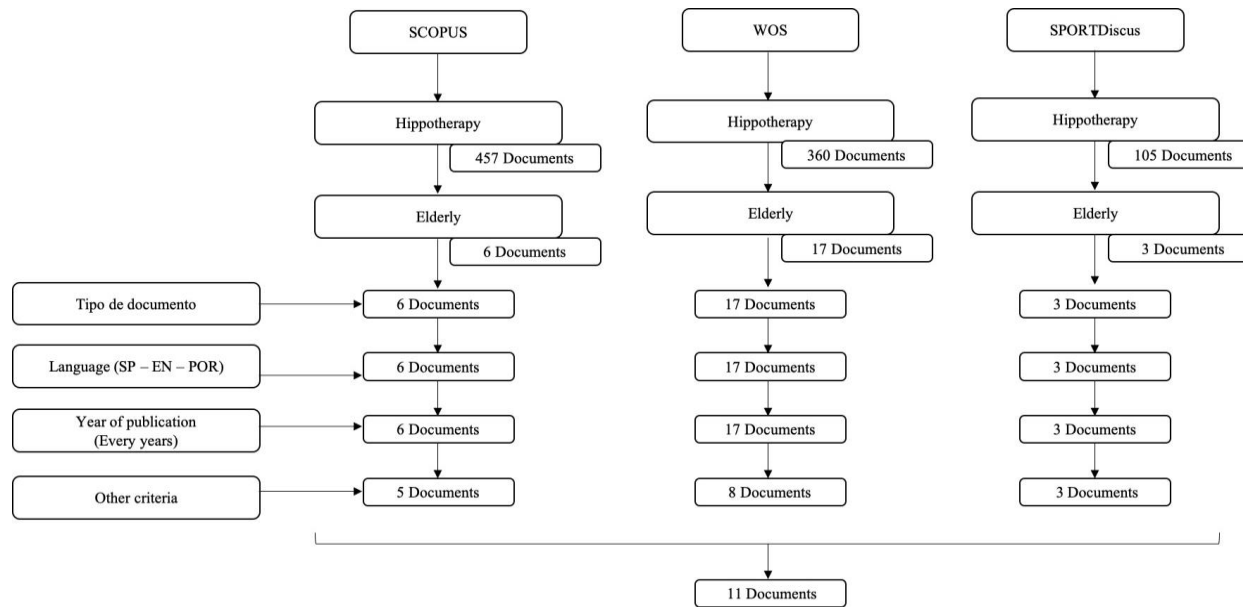 SCOPUS
WOS
SPORTDiscus
Hippotherapy
Hippotherapy
Hippotherapy
457 Documents
360 Documents
105 Documents
Elderly
Elderly
Elderly
6 Documents
17 Documents
3 Documents
Tipo de documento
6 Documents
17 Documents
3 Documents
Language (SP – EN – POR)
6 Documents
17 Documents
3 Documents
Year of publication
(Every years)
6 Documents
17 Documents
3 Documents
Other criteria
5 Documents
8 Documents
3 Documents
11 Documents